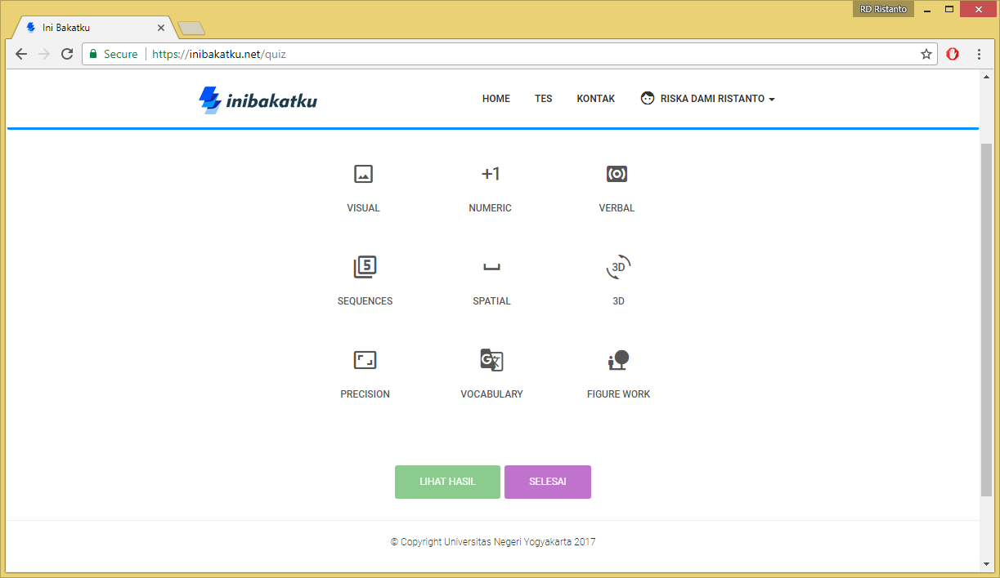 RD Ristanto
Ini Bakatku
Secure
https://inibakatku.net/quiz
inibakatku
HOME TES KONTAK RISKA DAMI RISTANTO
+1
VISUAL NUMERIC VERBAL
5 3D
SEQUENCES SPATIAL 3D
G 文
PRECISION VOCABULARY FIGURE WORK
LIHAT HASIL SELESAI
© Copyright Universitas Negeri Yogyakarta 2017